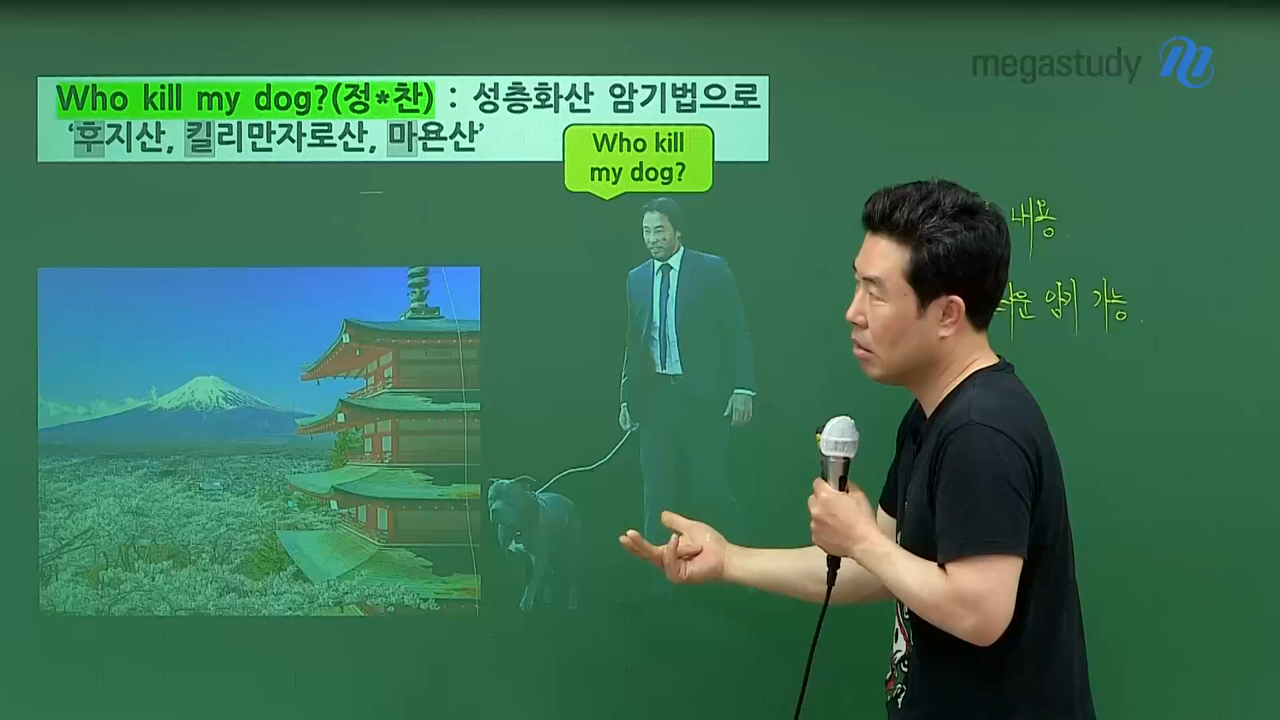 megastudy
Who kill my dog?(정*찬) : 성층화산 암기법으로
‘후지산, 킬리만자로산, 마욘산’
Who kill
my dog?
내용
암기 가능.